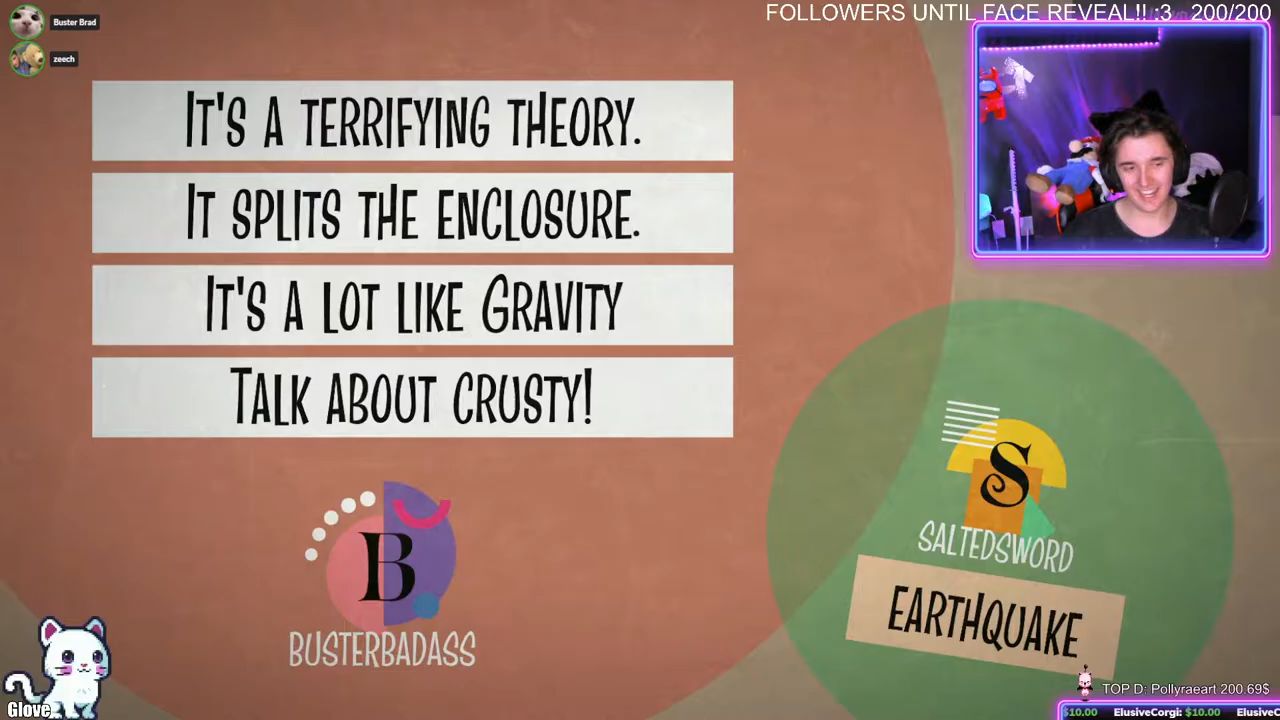 Buster Brad
zeech
FOLLOWERS UNTIL FACE REVEAL!! :3 200/200
IT'S A TERRIFYING THEORY.
IT SPLITS THE ENCLOSURE.
IT'S A LOT LIKE GRAVITY
TALK ABOUT CRUSTY!
B
BUSTERBADASS
S
SALTEDSWORD
EARTHQUAKE
Glove
TOP D: Pollyraeart 200.69$
$10.00 ElusiveCorgi: $10.00 ElusiveC